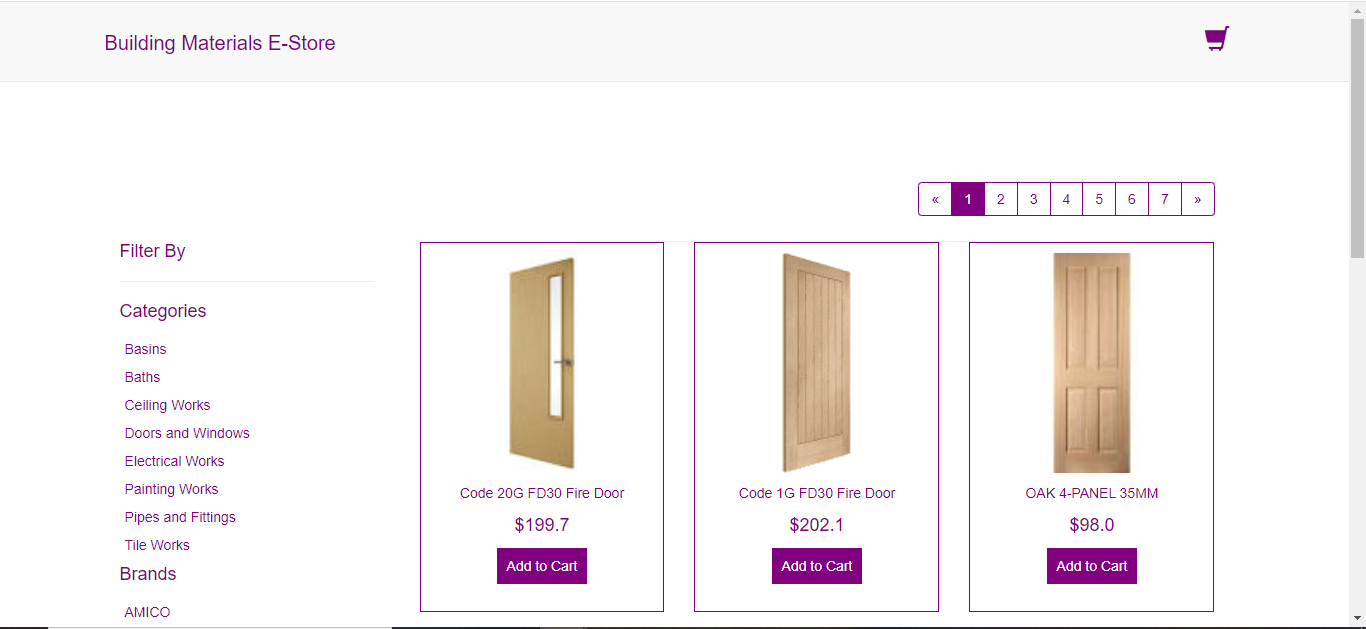 Building Materials E-Store
« 1 2 3 4 5 6 7 »
Filter By
Categories
Basins
Baths
Ceiling Works
Doors and Windows
Electrical Works
Painting Works
Pipes and Fittings
Tile Works
Brands
AMICO
Code 20G FD30 Fire Door
$199.7
Add to Cart
Code 1G FD30 Fire Door
$202.1
Add to Cart
OAK 4-PANEL 35MM
$98.0
Add to Cart